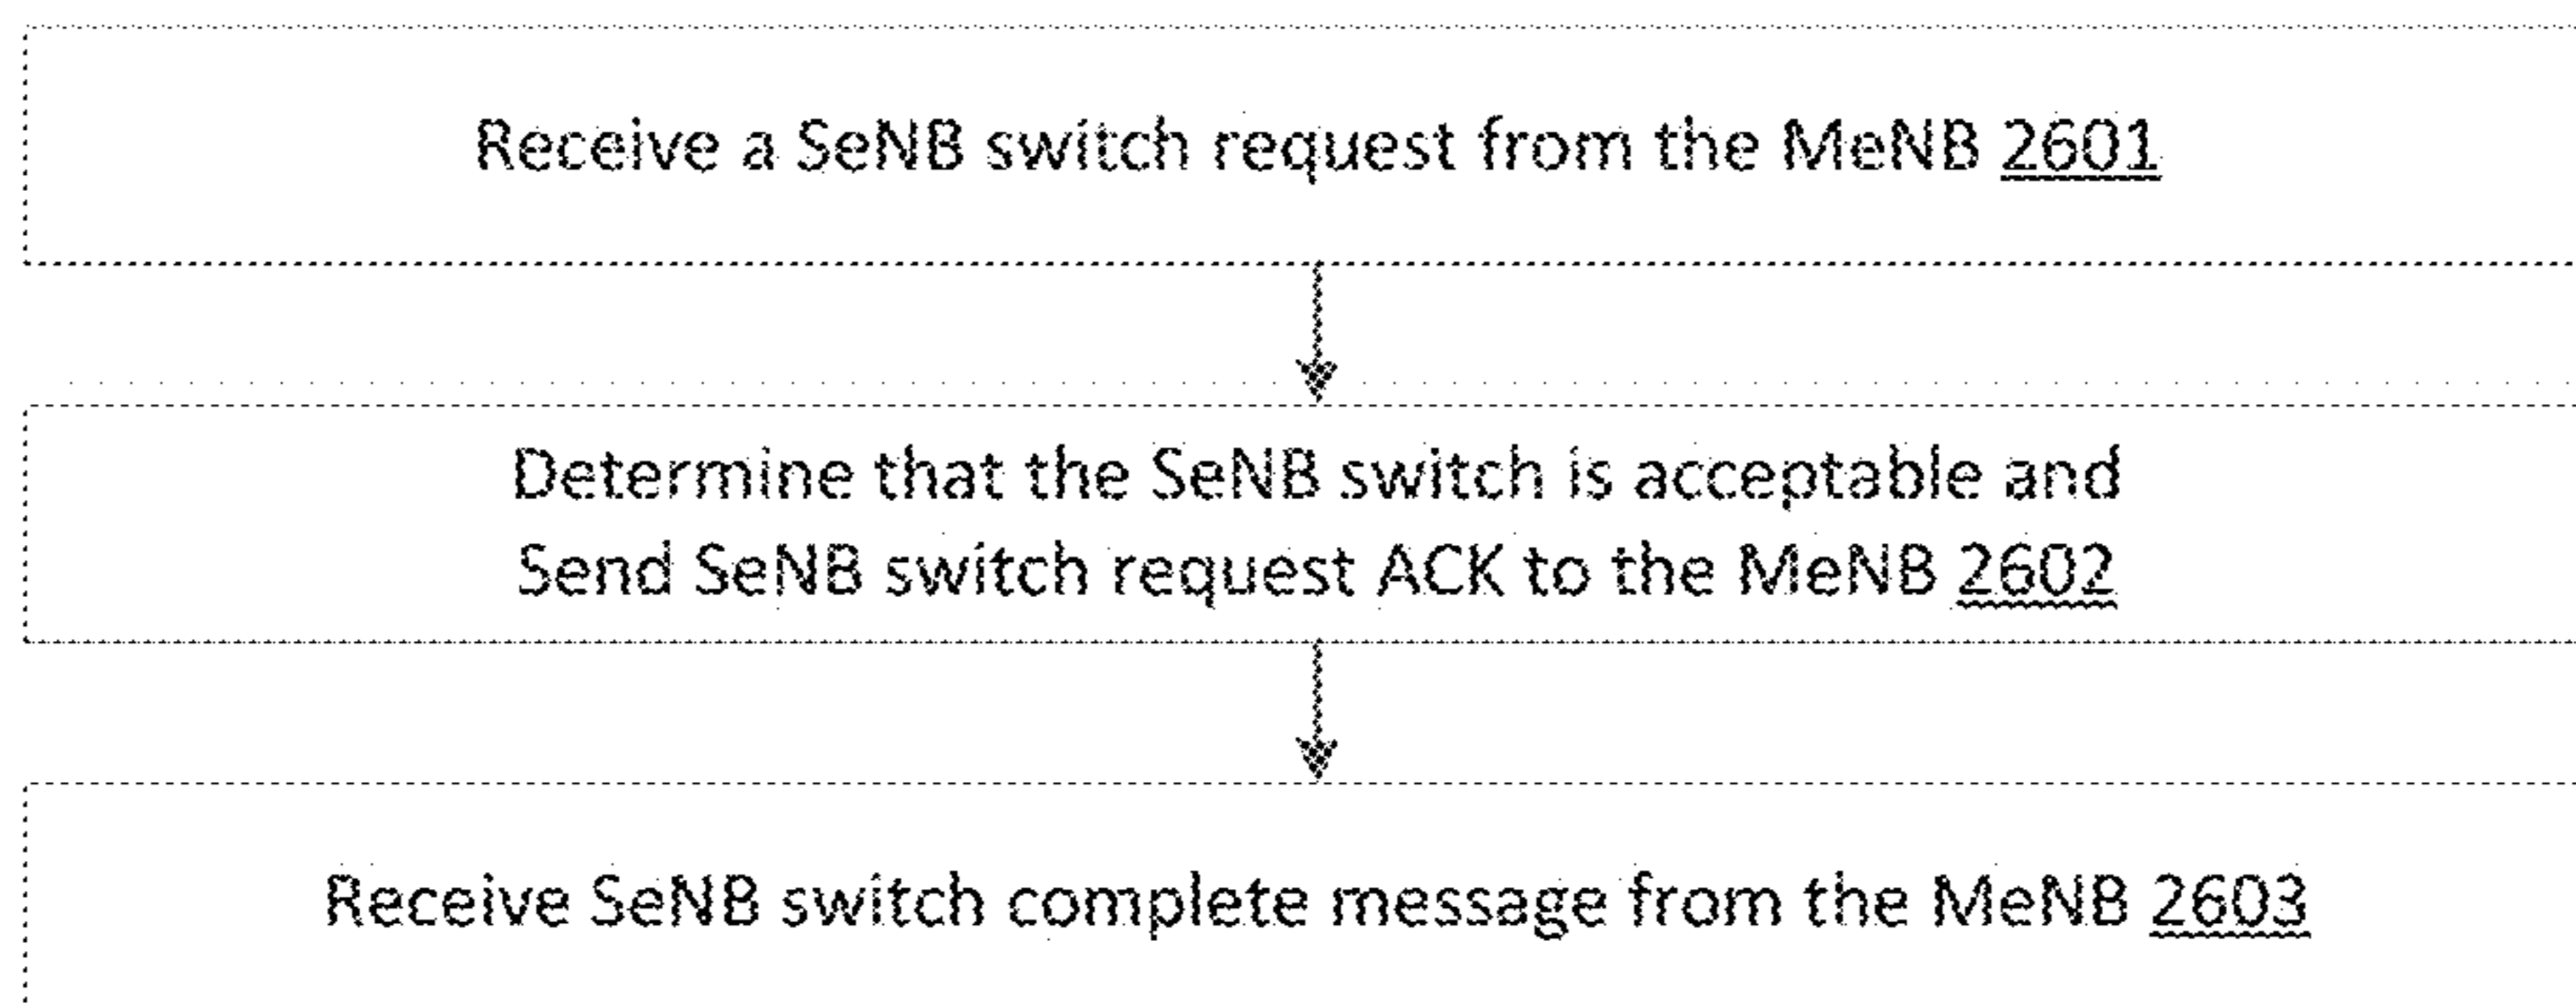 Receive a SeNB switch request from the MeNB 2601
Determine that the SeNB switch is acceptable and
Send SeNB switch request ACK to the MeNB 2602
Receive SeNB switch complete message from the MeNB 2603